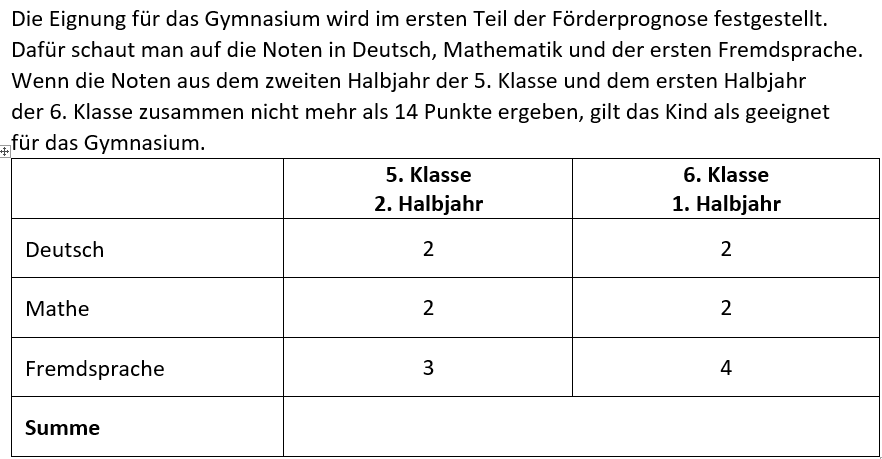 Die Eignung für das Gymnasium wird im ersten Teil der Förderprognose festgestellt.
Dafür schaut man auf die Noten in Deutsch, Mathematik und der ersten Fremdsprache.
Wenn die Noten aus dem zweiten Halbjahr der 5. Klasse und dem ersten Halbjahr
der 6. Klasse zusammen nicht mehr als 14 Punkte ergeben, gilt das Kind als geeignet
für das Gymnasium.
5. Klasse 6. Klasse
2. Halbjahr 1. Halbjahr
Deutsch 2 2
Mathe 2 2
Fremdsprache 3 4
Summe